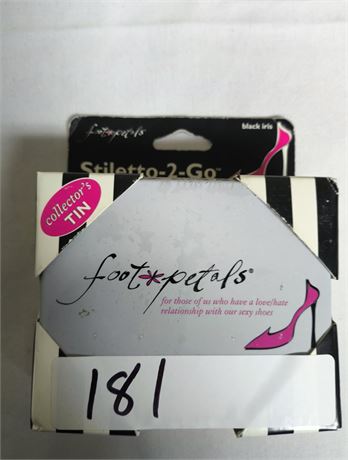 foot petals
black iris
Stiletto-2-Go™
collector's
TIN
foot petals®
for those of us who have a love/hate
relationship with our sexy shoes
181